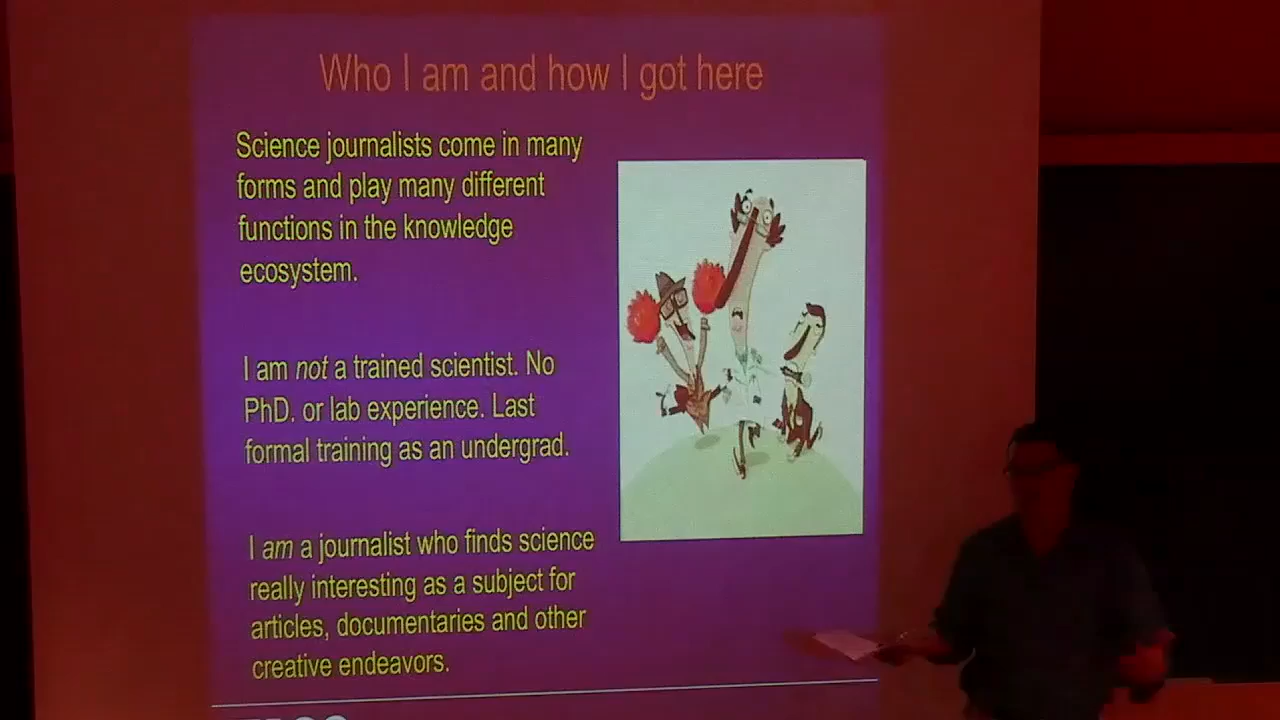 Who I am and how I got here
Science journalists come in many
forms and play many different
functions in the knowledge
ecosystem.
I am not a trained scientist. No
PhD. or lab experience. Last
formal training as an undergrad.
I am a journalist who finds science
really interesting as a subject for
articles, documentaries and other
creative endeavors.